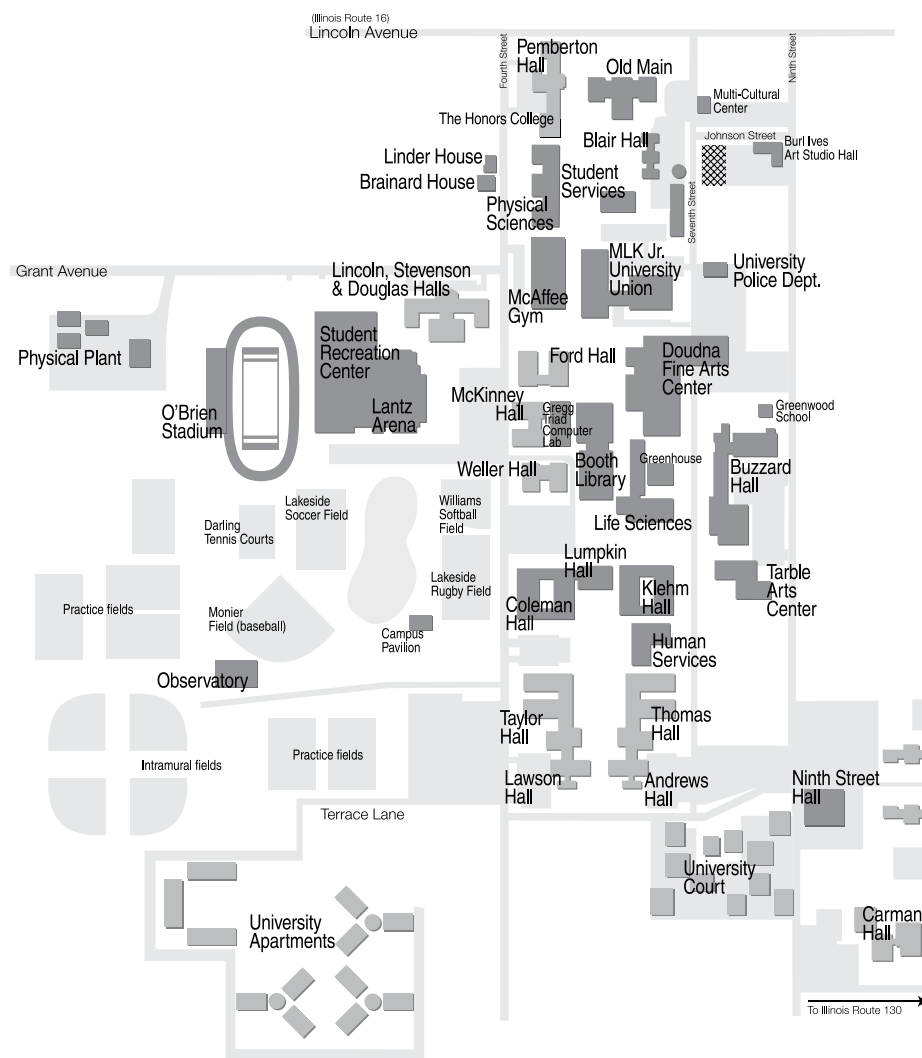 (Illinois Route 16)
Lincoln Avenue
Fourth Street
Ninth Street
Pemberton
Hall
Old Main
Multi-Cultural
Center
The Honors College
Blair Hall
Johnson Street
Burl Ives
Art Studio Hall
Linder House
Brainard House
Student
Services
Physical
Sciences
Seventh Street
Grant Avenue
Lincoln, Stevenson
& Douglas Halls
McAffee
Gym
MLK Jr.
University
Union
University
Police Dept.
Physical Plant
Student
Recreation
Center
Ford Hall
Doudna
Fine Arts
Center
O'Brien
Stadium
Lantz
Arena
McKinney
Hall
Gregg
Triad
Computer
Lab
Greenwood
School
Weller Hall
Booth
Library
Greenhouse
Buzzard
Hall
Lakeside
Soccer Field
Williams
Softball
Field
Darling
Tennis Courts
Life Sciences
Lumpkin
Hall
Practice fields
Monier
Field (baseball)
Lakeside
Rugby Field
Coleman
Hall
Klehm
Hall
Tarble
Arts
Center
Campus
Pavilion
Human
Services
Observatory
Taylor
Hall
Thomas
Hall
Intramural fields
Practice fields
Lawson
Hall
Andrews
Hall
Ninth Street
Hall
Terrace Lane
University
Court
University
Apartments
Carman
Hall
To Illinois Route 130